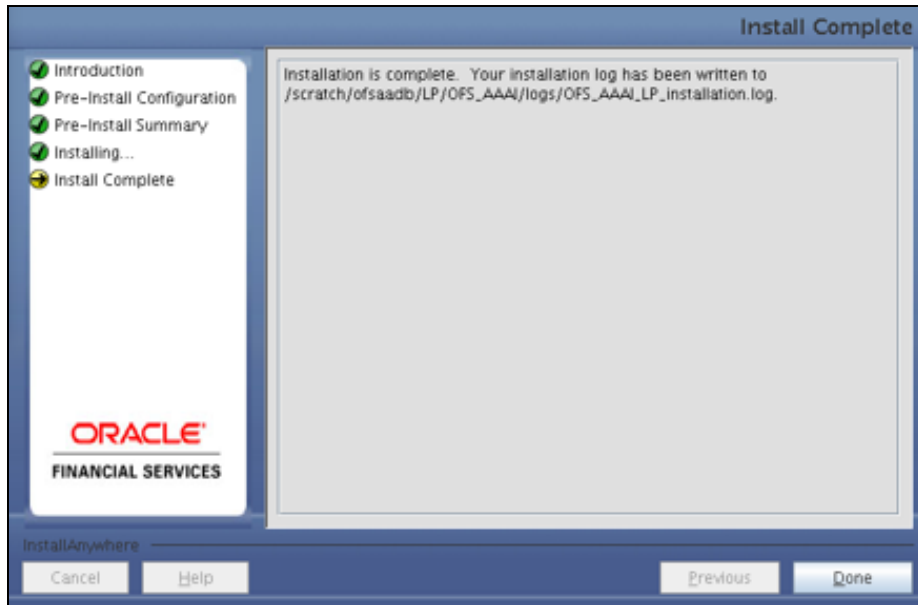 Install Complete
Introduction
Pre-Install Configuration
Pre-Install Summary
Installing...
Install Complete
Installation is complete. Your installation log has been written to
/scratch/ofsaadb/LP/OFS_AAAI/logs/OFS_AAAI_LP_installation.log.
ORACLE'
FINANCIAL SERVICES
InstallAnywhere
Cancel
Help
Previous
Done